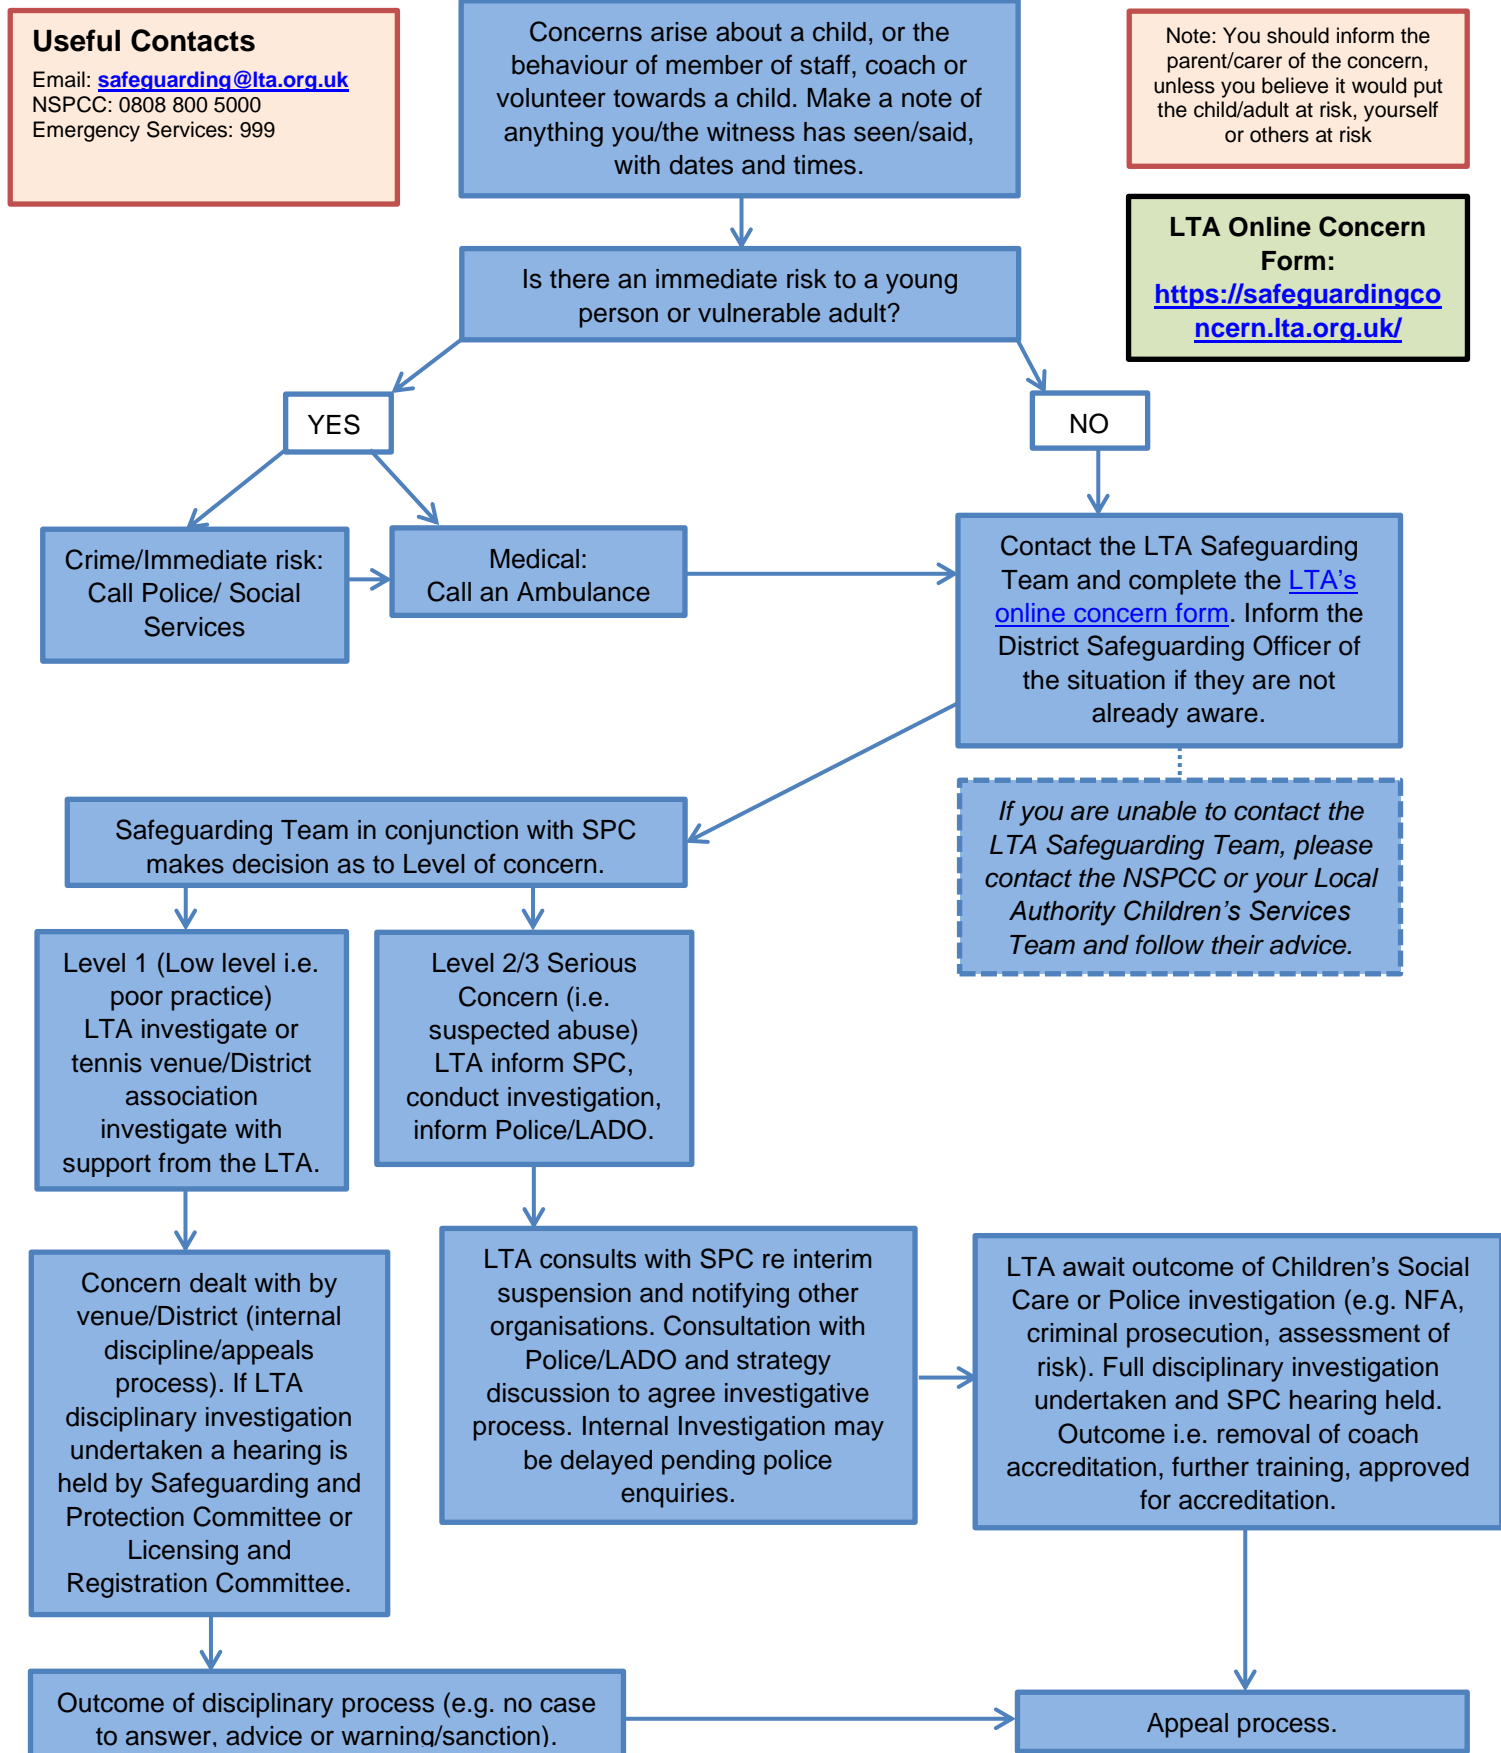 Useful Contacts
Email: safeguarding@lta.org.uk
NSPCC: 0808 800 5000
Emergency Services: 999
Concerns arise about a child, or the
behaviour of member of staff, coach or
volunteer towards a child. Make a note of
anything you/the witness has seen/said,
with dates and times.
Note: You should inform the
parent/carer of the concern,
unless you believe it would put
the child/adult at risk, yourself
or others at risk
LTA Online Concern
Form:
https://safeguardingco
ncern.lta.org.uk/
Is there an immediate risk to a young
person or vulnerable adult?
YES
NO
Crime/Immediate risk:
Call Police/ Social
Services
Medical:
Call an Ambulance
Contact the LTA Safeguarding
Team and complete the LTA's
online concern form. Inform the
District Safeguarding Officer of
the situation if they are not
already aware.
If you are unable to contact the
LTA Safeguarding Team, please
contact the NSPCC or your Local
Authority Children's Services
Team and follow their advice.
Safeguarding Team in conjunction with SPC
makes decision as to Level of concern.
Level 1 (Low level i.e.
poor practice)
LTA investigate or
tennis venue/District
association
investigate with
support from the LTA.
Level 2/3 Serious
Concern (i.e.
suspected abuse)
LTA inform SPC,
conduct investigation,
inform Police/LADO.
Concern dealt with by
venue/District (internal
discipline/appeals
process). If LTA
disciplinary investigation
undertaken a hearing is
held by Safeguarding and
Protection Committee or
Licensing and
Registration Committee.
LTA consults with SPC re interim
suspension and notifying other
organisations. Consultation with
Police/LADO and strategy
discussion to agree investigative
process. Internal Investigation may
be delayed pending police
enquiries.
LTA await outcome of Children's Social
Care or Police investigation (e.g. NFA,
criminal prosecution, assessment of
risk). Full disciplinary investigation
undertaken and SPC hearing held.
Outcome i.e. removal of coach
accreditation, further training, approved
for accreditation.
Outcome of disciplinary process (e.g. no case
to answer, advice or warning/sanction).
Appeal process.